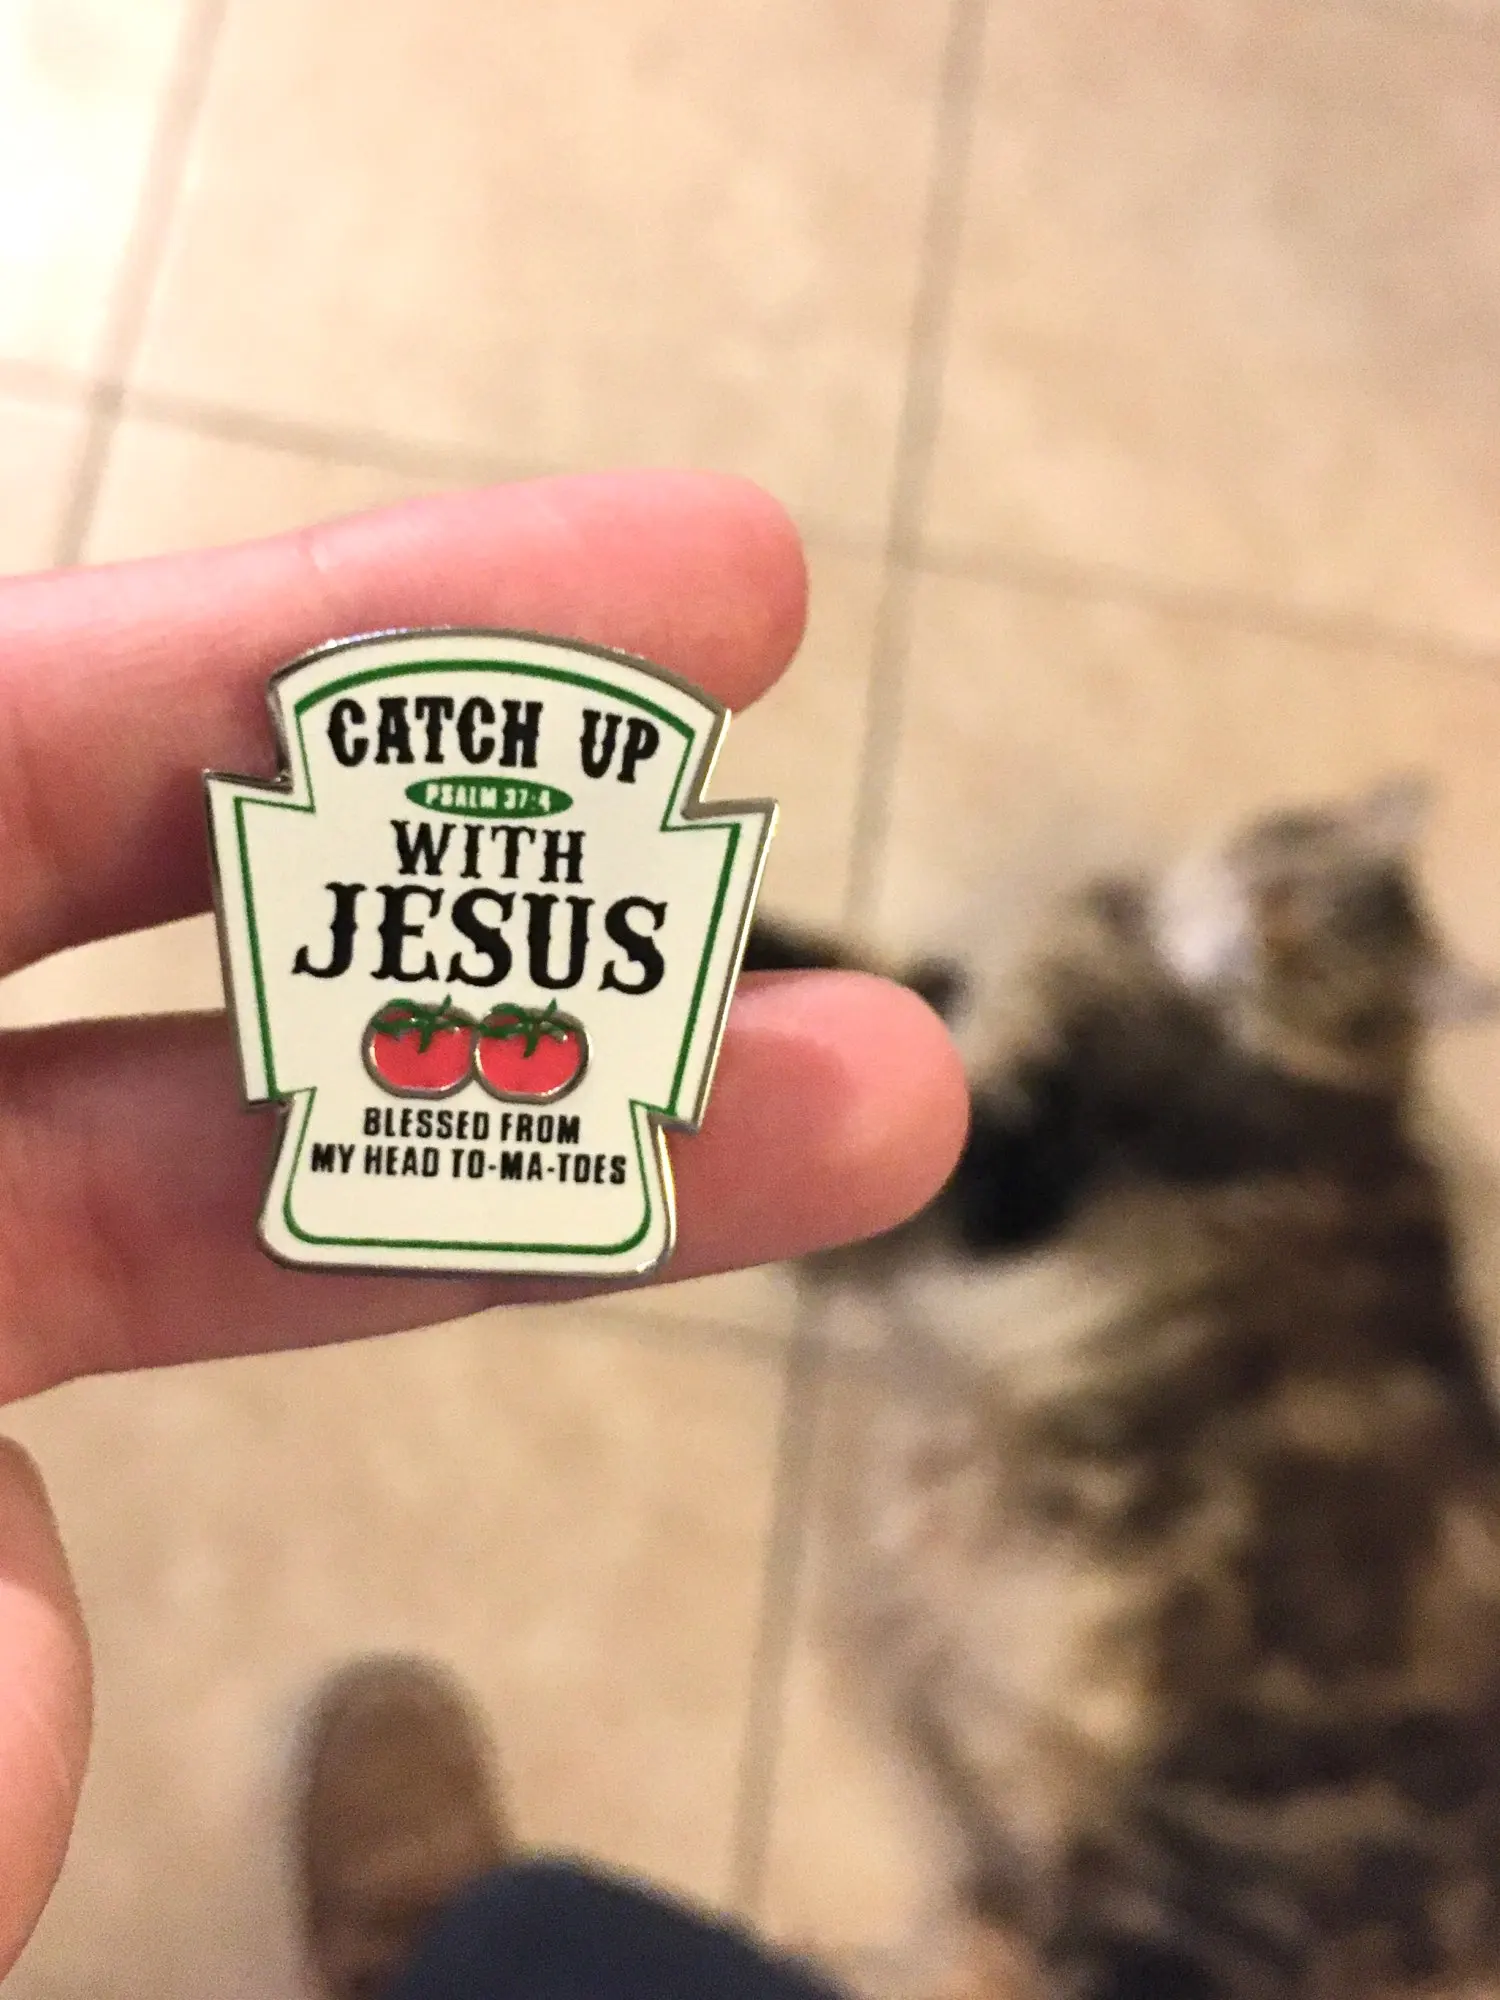 CATCH UP
PSALM 37:4
WITH
JESUS
BLESSED FROM
MY HEAD TO-MA-TOES